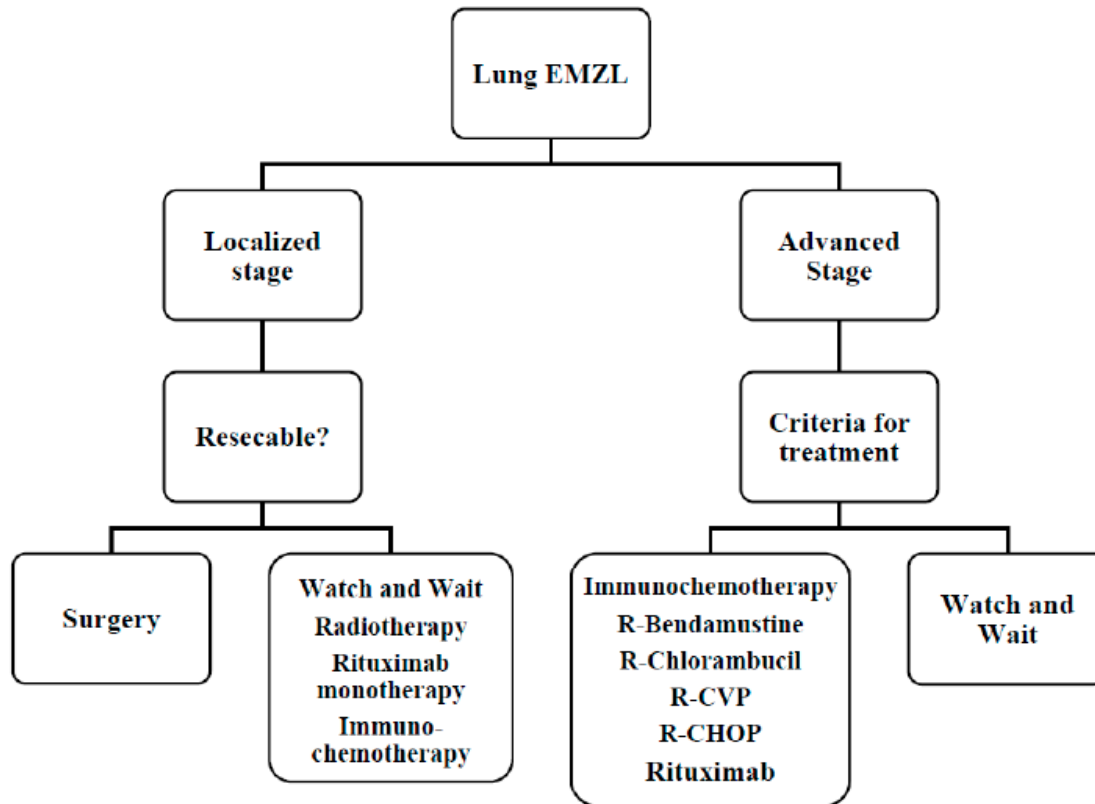 Lung EMZL
Localized
stage
Advanced
Stage
Resecable?
Criteria for
treatment
Surgery
Watch and Wait
Radiotherapy
Rituximab
monotherapy
Immuno-
chemotherapy
Immunochemotherapy
R-Bendamustine
R-Chlorambucil
R-CVP
R-CHOP
Rituximab
Watch and
Wait